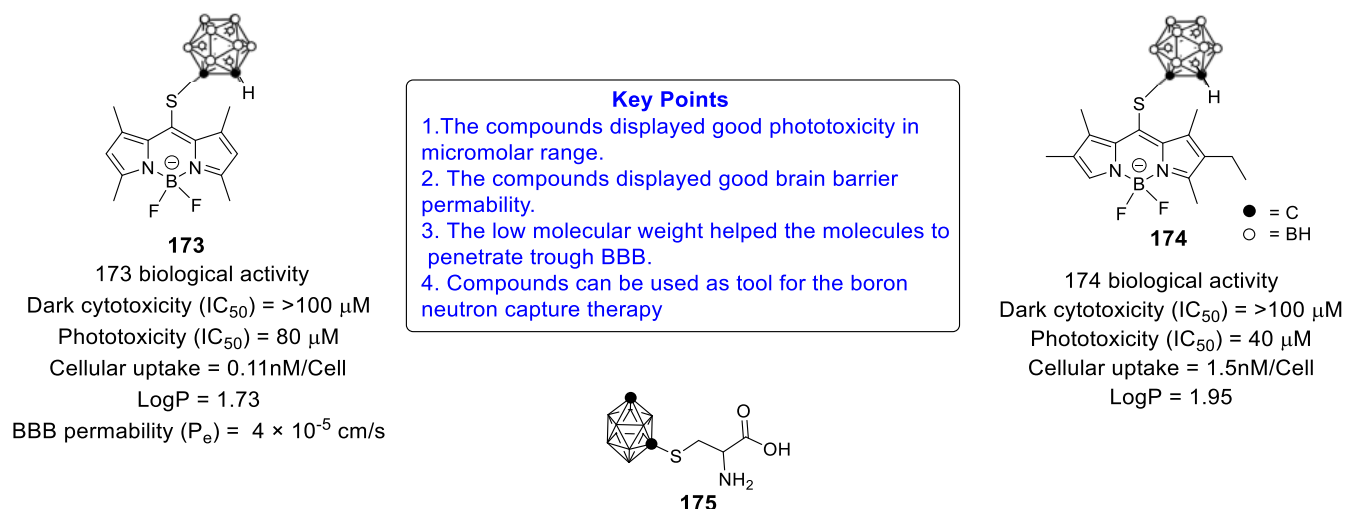 S
H
N
N
B
F
F
173
173 biological activity
Dark cytotoxicity (IC50) = >100 μM
Phototoxicity (IC50) = 80 μM
Cellular uptake = 0.11nM/Cell
LogP = 1.73
BBB permability (Pe) = 4 × 10-5 cm/s
Key Points
1.The compounds displayed good phototoxicity in
micromolar range.
2. The compounds displayed good brain barrier
permability.
3. The low molecular weight helped the molecules to
penetrate trough BBB.
4. Compounds can be used as tool for the boron
neutron capture therapy
S
O
OH
NH2
175
S
H
N
N
B
F
F
= C
= BH
174
174 biological activity
Dark cytotoxicity (IC50) = >100 μM
Phototoxicity (IC50) = 40 μM
Cellular uptake = 1.5nM/Cell
LogP = 1.95